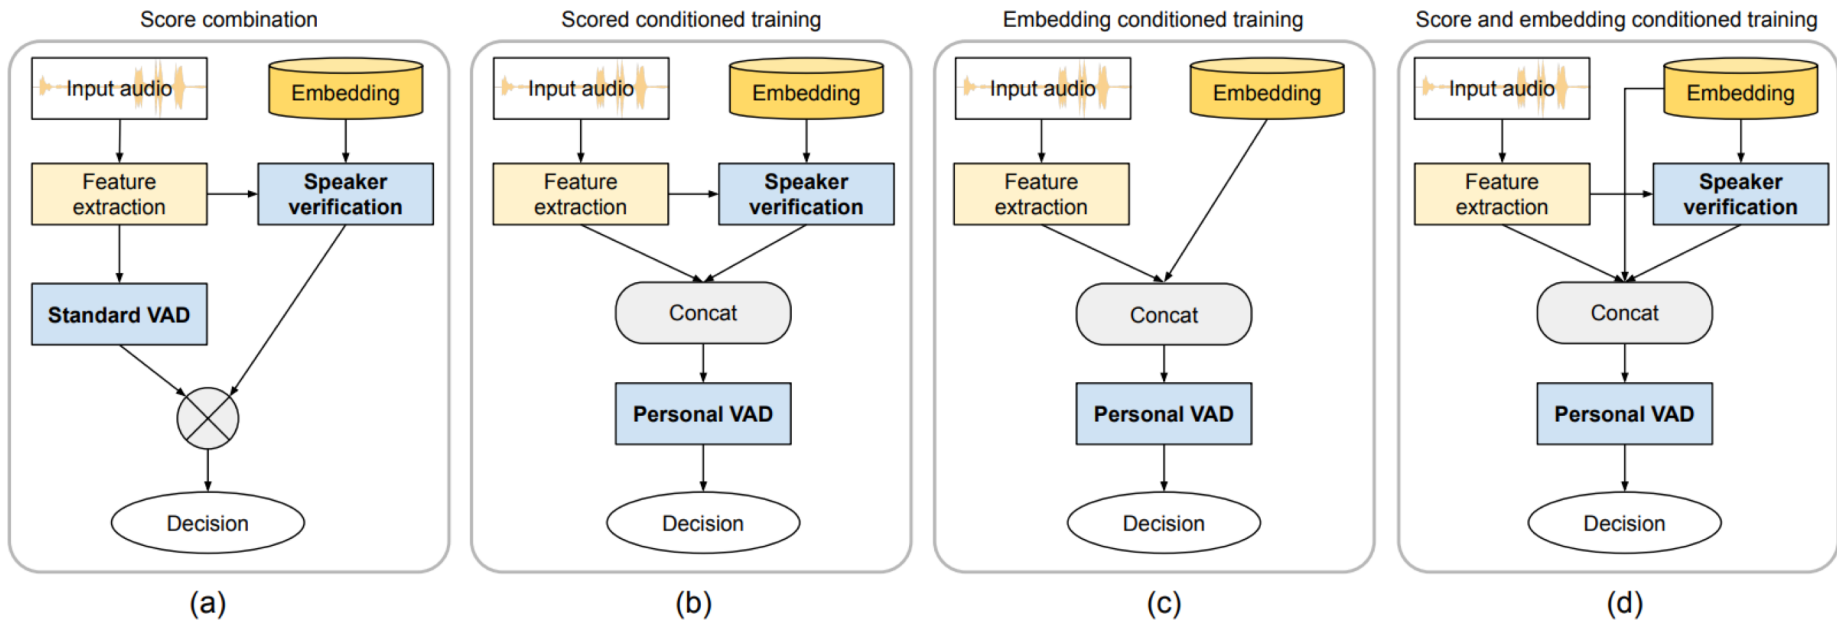 Score combination
Input audio
Embedding
Feature
extraction
Speaker
verification
Standard VAD
Decision
(a)
Scored conditioned training
Input audio
Embedding
Feature
extraction
Speaker
verification
Concat
Personal VAD
Decision
(b)
Embedding conditioned training
Input audio
Embedding
Feature
extraction
Concat
Personal VAD
Decision
(c)
Score and embedding conditioned training
Input audio
Embedding
Feature
extraction
Speaker
verification
Concat
Personal VAD
Decision
(d)